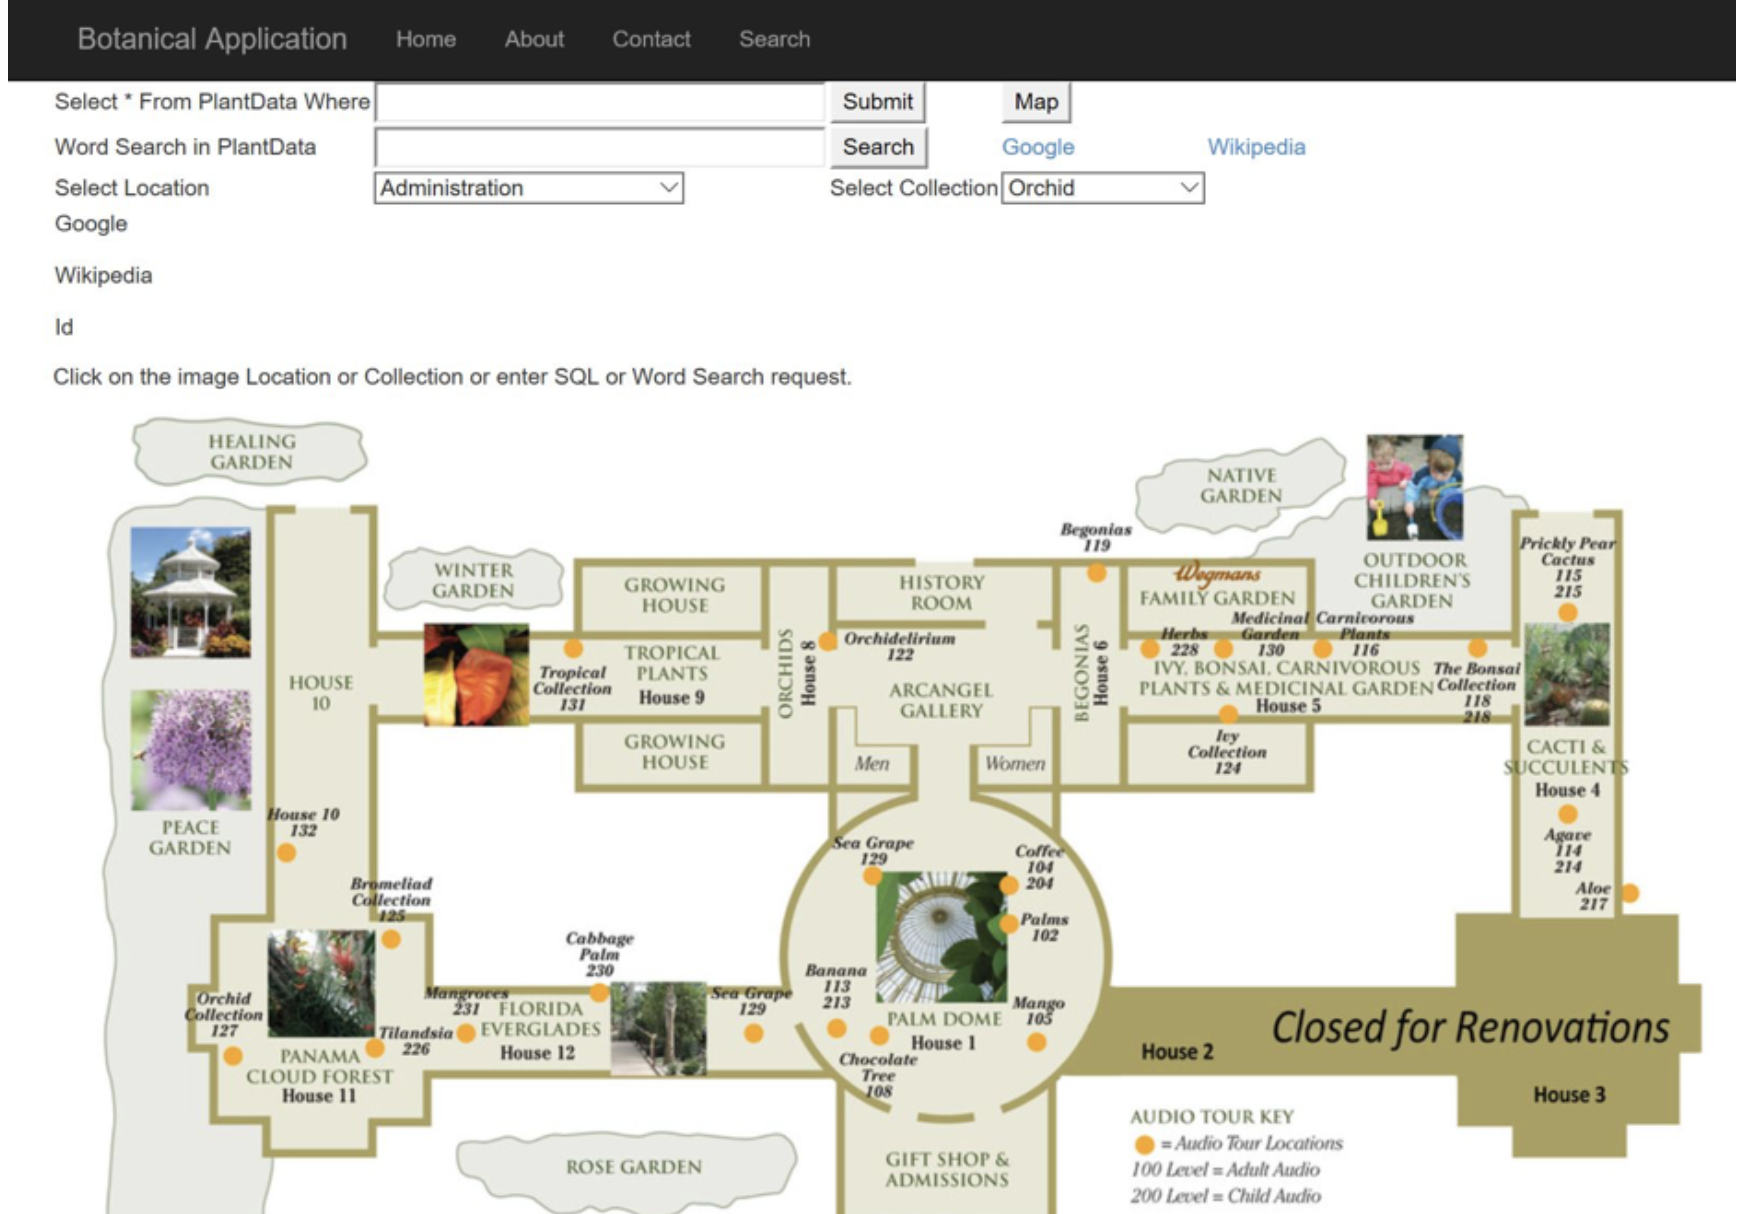 Botanical Application Home About Contact Search
Select * From PlantData Where Submit Map
Word Search in PlantData Search Google Wikipedia
Select Location Administration Select Collection Orchid
Google
Wikipedia
Id
Click on the image Location or Collection or enter SQL or Word Search request.
HEALING
GARDEN
NATIVE
GARDEN
WINTER
GARDEN
GROWING
HOUSE
HISTORY
ROOM
Begonias
119
Wegmans
FAMILY GARDEN
OUTDOOR
CHILDREN'S
GARDEN
Prickly Pear
Cactus
115
215
HOUSE
10
Tropical
Collection
131
TROPICAL
PLANTS
House 9
ORCHIDS
House 8
Orchidelirium
122
ARCANGEL
GALLERY
BEGONIAS
House 6
Herbs
228
Medicinal
Garden
130
Carnivorous
Plants
116
IVY, BONSAI, CARNIVOROUS
PLANTS & MEDICINAL GARDEN
House 5
The Bonsai
Collection
118
218
GROWING
HOUSE
Men
Women
Ivy
Collection
124
CACTI &
SUCCULENTS
House 4
Agave
114
214
Aloe
217
PEACE
GARDEN
House 10
132
Bromeliad
Collection
125
Sea Grape
129
Coffee
104
204
Palms
102
Cabbage
Palm
230
Banana
113
213
Mango
105
Orchid
Collection
127
Tilandsia
226
Mangroves
231
FLORIDA
EVERGLADES
House 12
Sea Grape
129
PALM DOME
House 1
Chocolate
Tree
108
PANAMA
CLOUD FOREST
House 11
House 2
Closed for Renovations
House 3
ROSE GARDEN
GIFT SHOP &
ADMISSIONS
AUDIO TOUR KEY
= Audio Tour Locations
100 Level = Adult Audio
200 Level = Child Audio